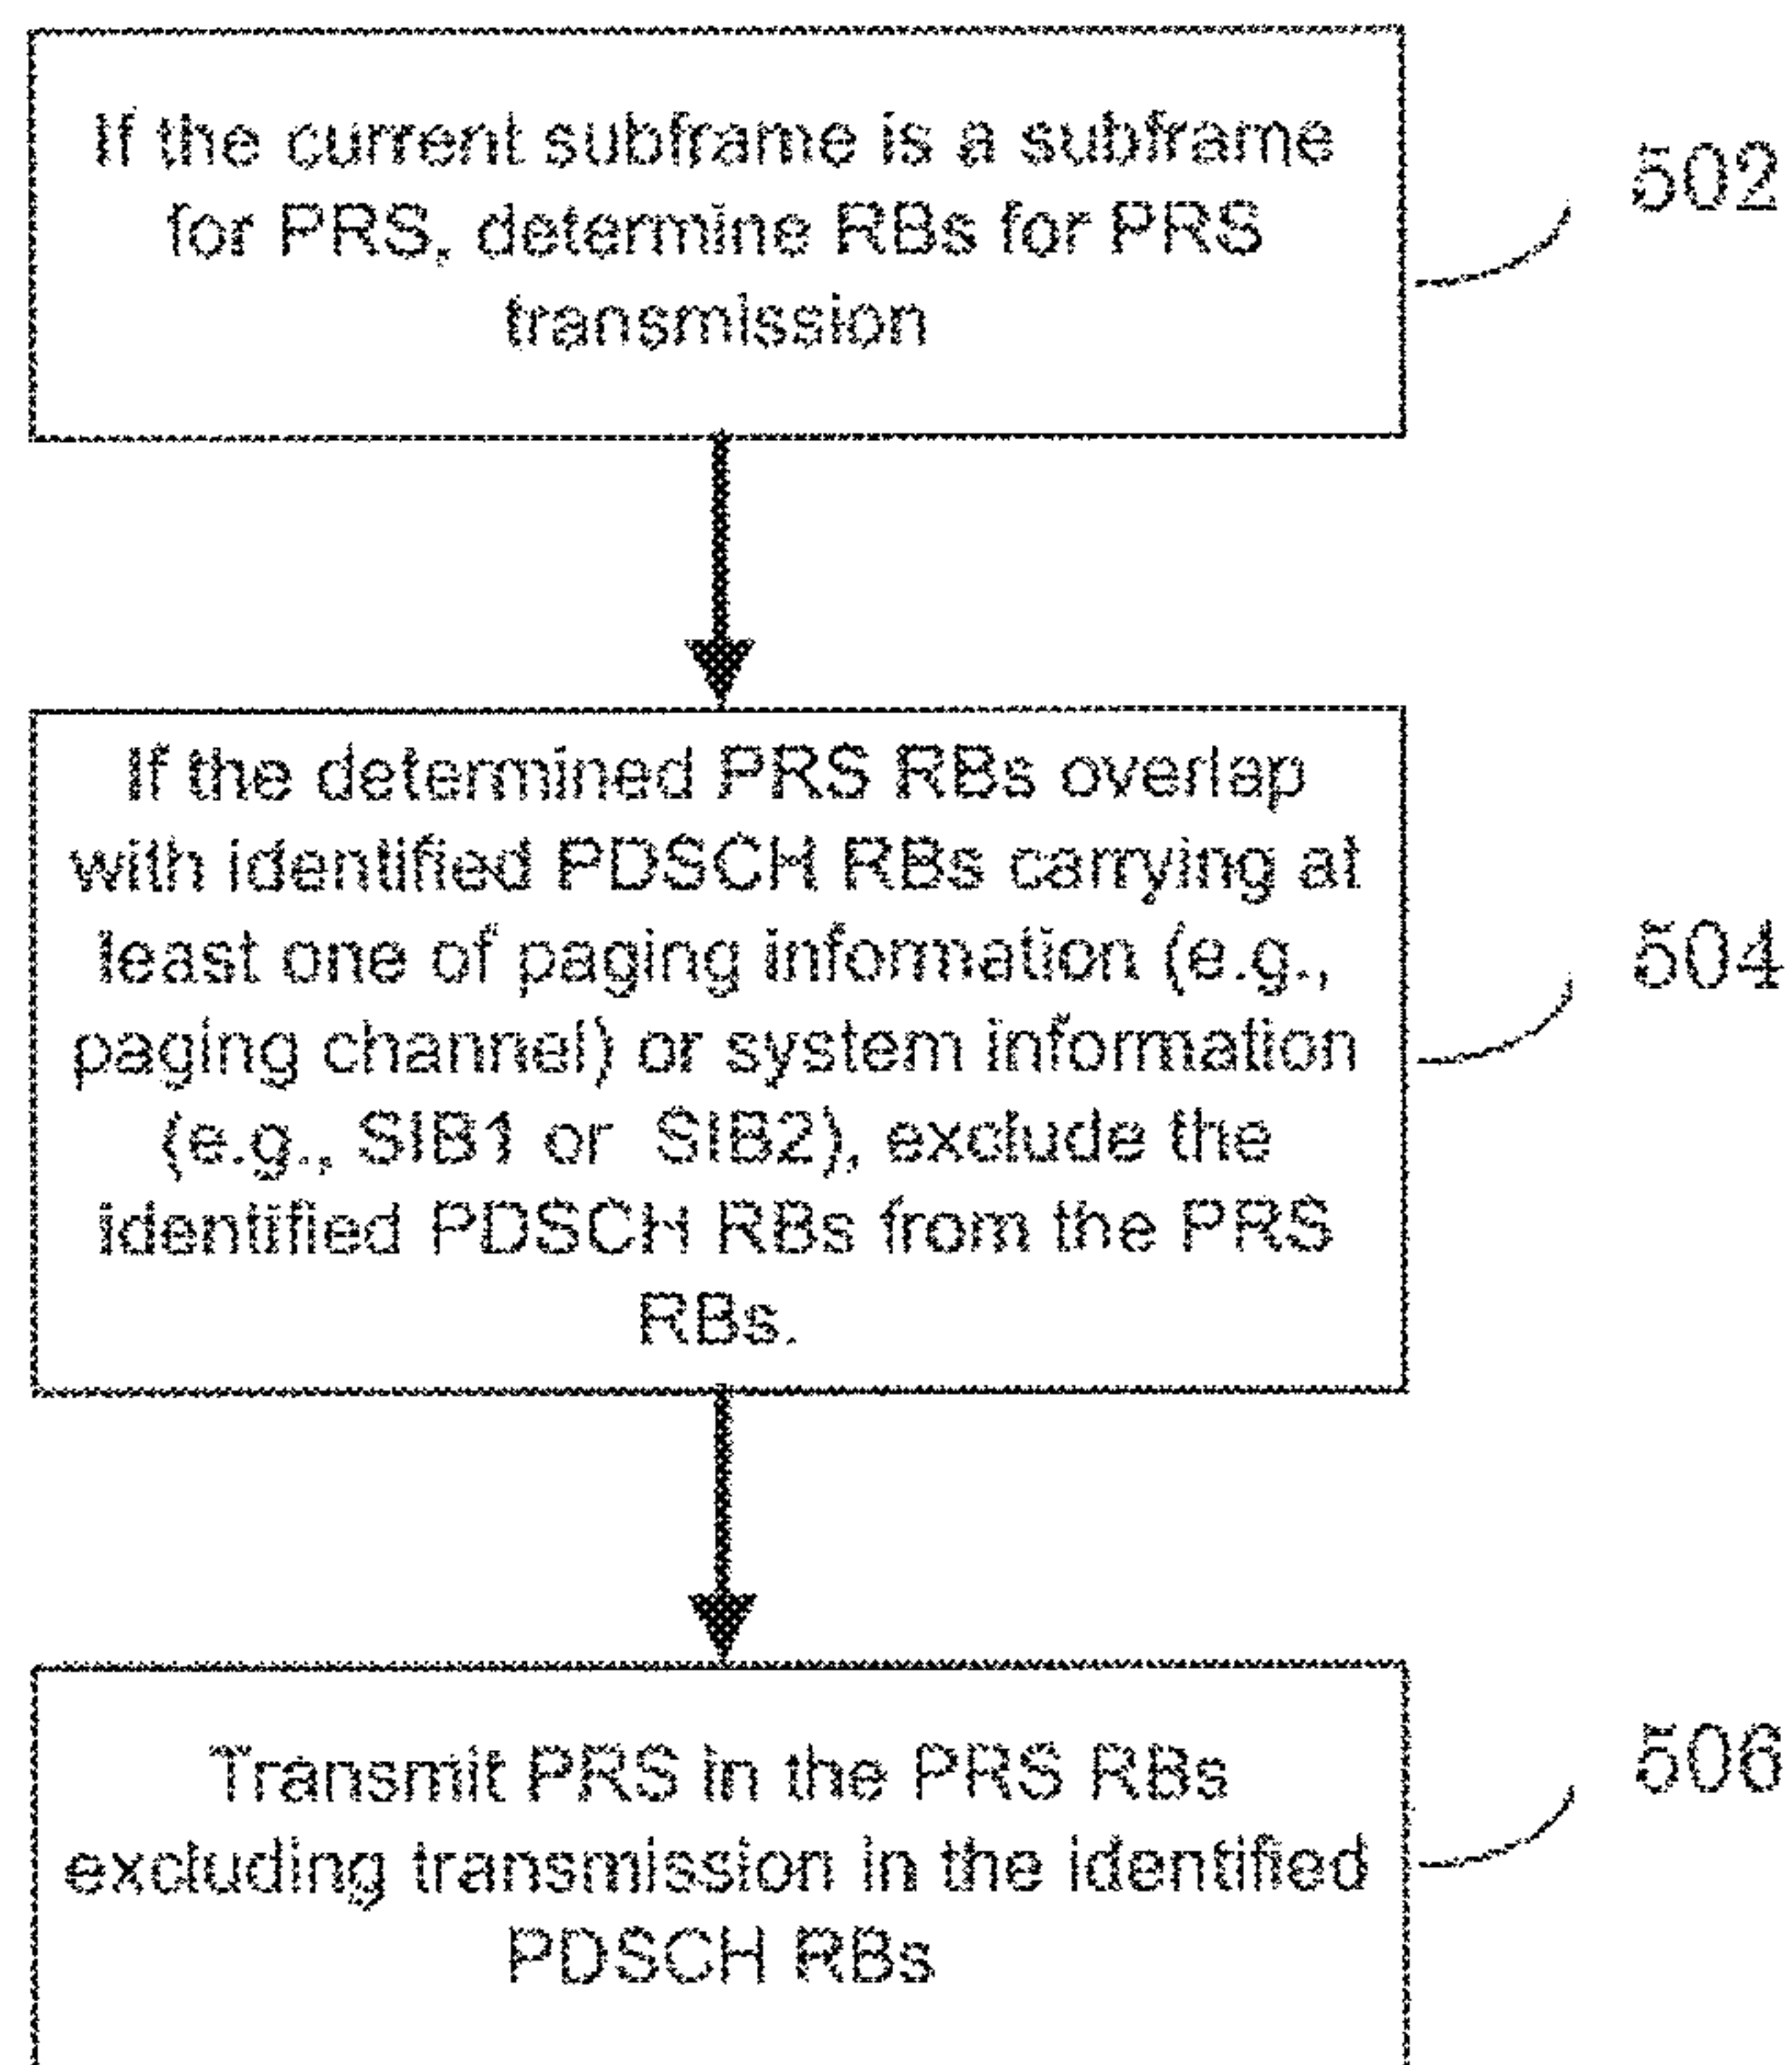 If the current subframe is a subframe
for PRS, determine RBs for PRS
transmission
502
If the determined PRS RBs overlap
with identified PDSCH RBs carrying at
least one of paging information (e.g.,
paging channel) or system information
(e.g., SIB1 or SIB2), exclude the
identified PDSCH RBs from the PRS
RBs.
504
Transmit PRS in the PRS RBs
excluding transmission in the identified
PDSCH RBs
506